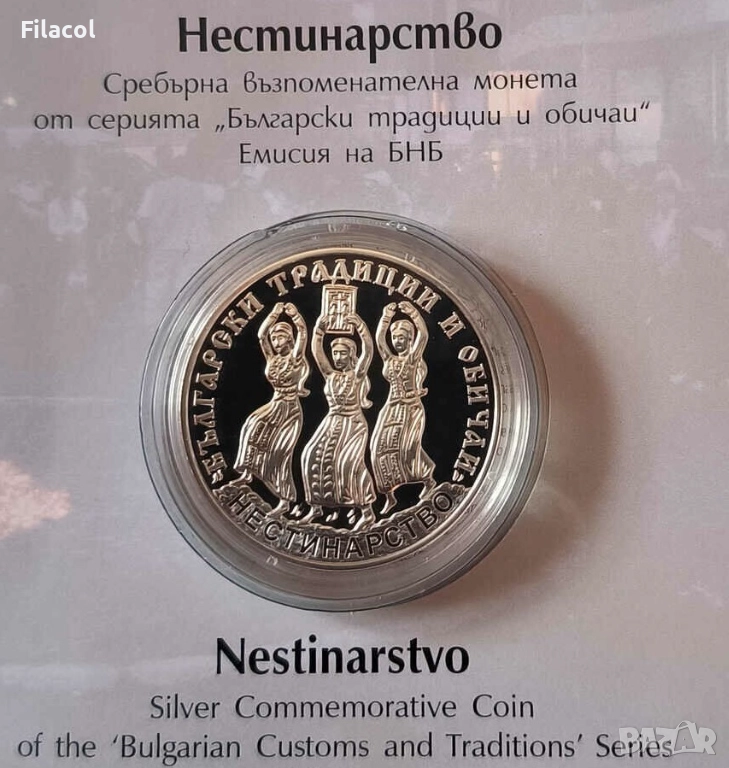 Filacol
Нестинарство
Сребърна възпоменателна монета
от серията „Български традиции и обичаи“
Емисия на БНБ
БЪЛГАРСКИ ТРАДИЦИИ И ОБИЧАИ
НЕСТИНАРСТВО
Nestinarstvo
Silver Commemorative Coin
of the ‘Bulgarian Customs and Traditions’ Series
BAZAR